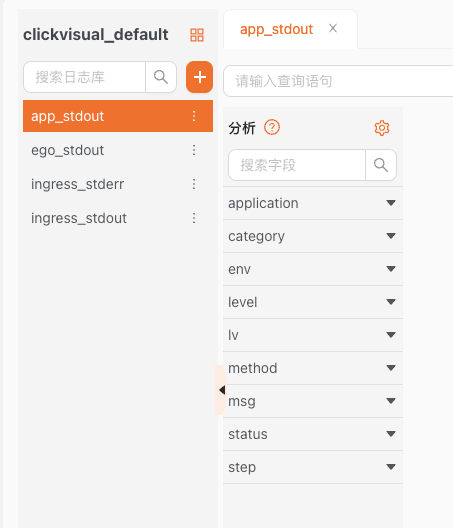 clickvisual_default
搜索日志库
app_stdout
ego_stdout
ingress_stderr
ingress_stdout
app_stdout
请输入查询语句
分析
搜索字段
application
category
env
level
lv
method
msg
status
step